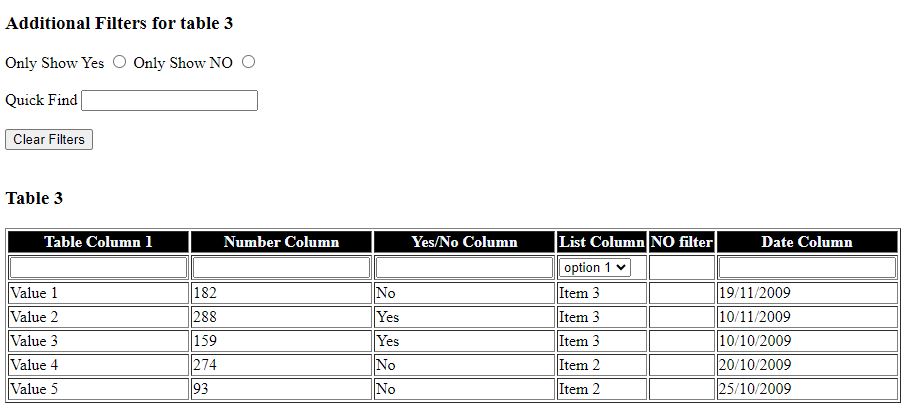 Additional Filters for table 3
Only Show Yes Only Show NO
Quick Find
Clear Filters
Table 3
Table Column 1 Number Column Yes/No Column List Column NO filter Date Column
option 1
Value 1 182 No Item 3 19/11/2009
Value 2 288 Yes Item 3 10/11/2009
Value 3 159 Yes Item 3 10/10/2009
Value 4 274 No Item 2 20/10/2009
Value 5 93 No Item 2 25/10/2009